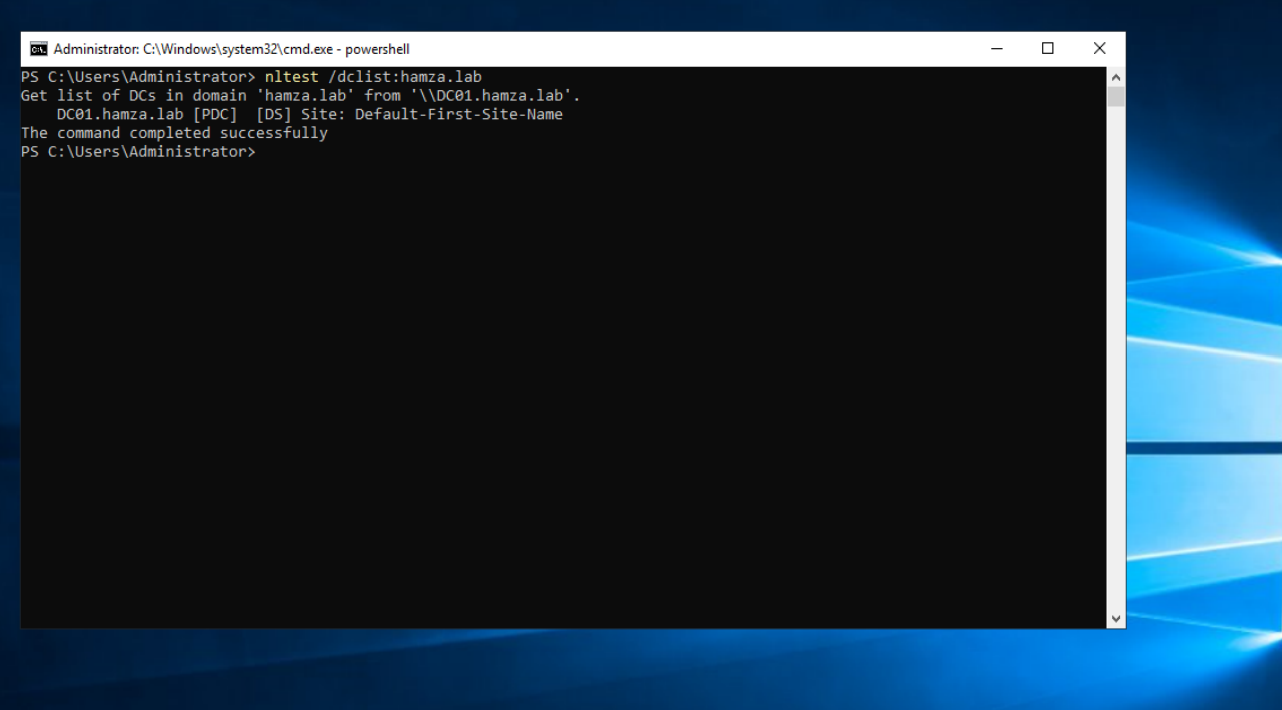 Administrator: C:\Windows\system32\cmd.exe - powershell
PS C:\Users\Administrator> nltest /dclist:hamza.lab
Get list of DCs in domain 'hamza.lab' from '\\DC01.hamza.lab'.
    DC01.hamza.lab [PDC]  [DS] Site: Default-First-Site-Name
The command completed successfully
PS C:\Users\Administrator>